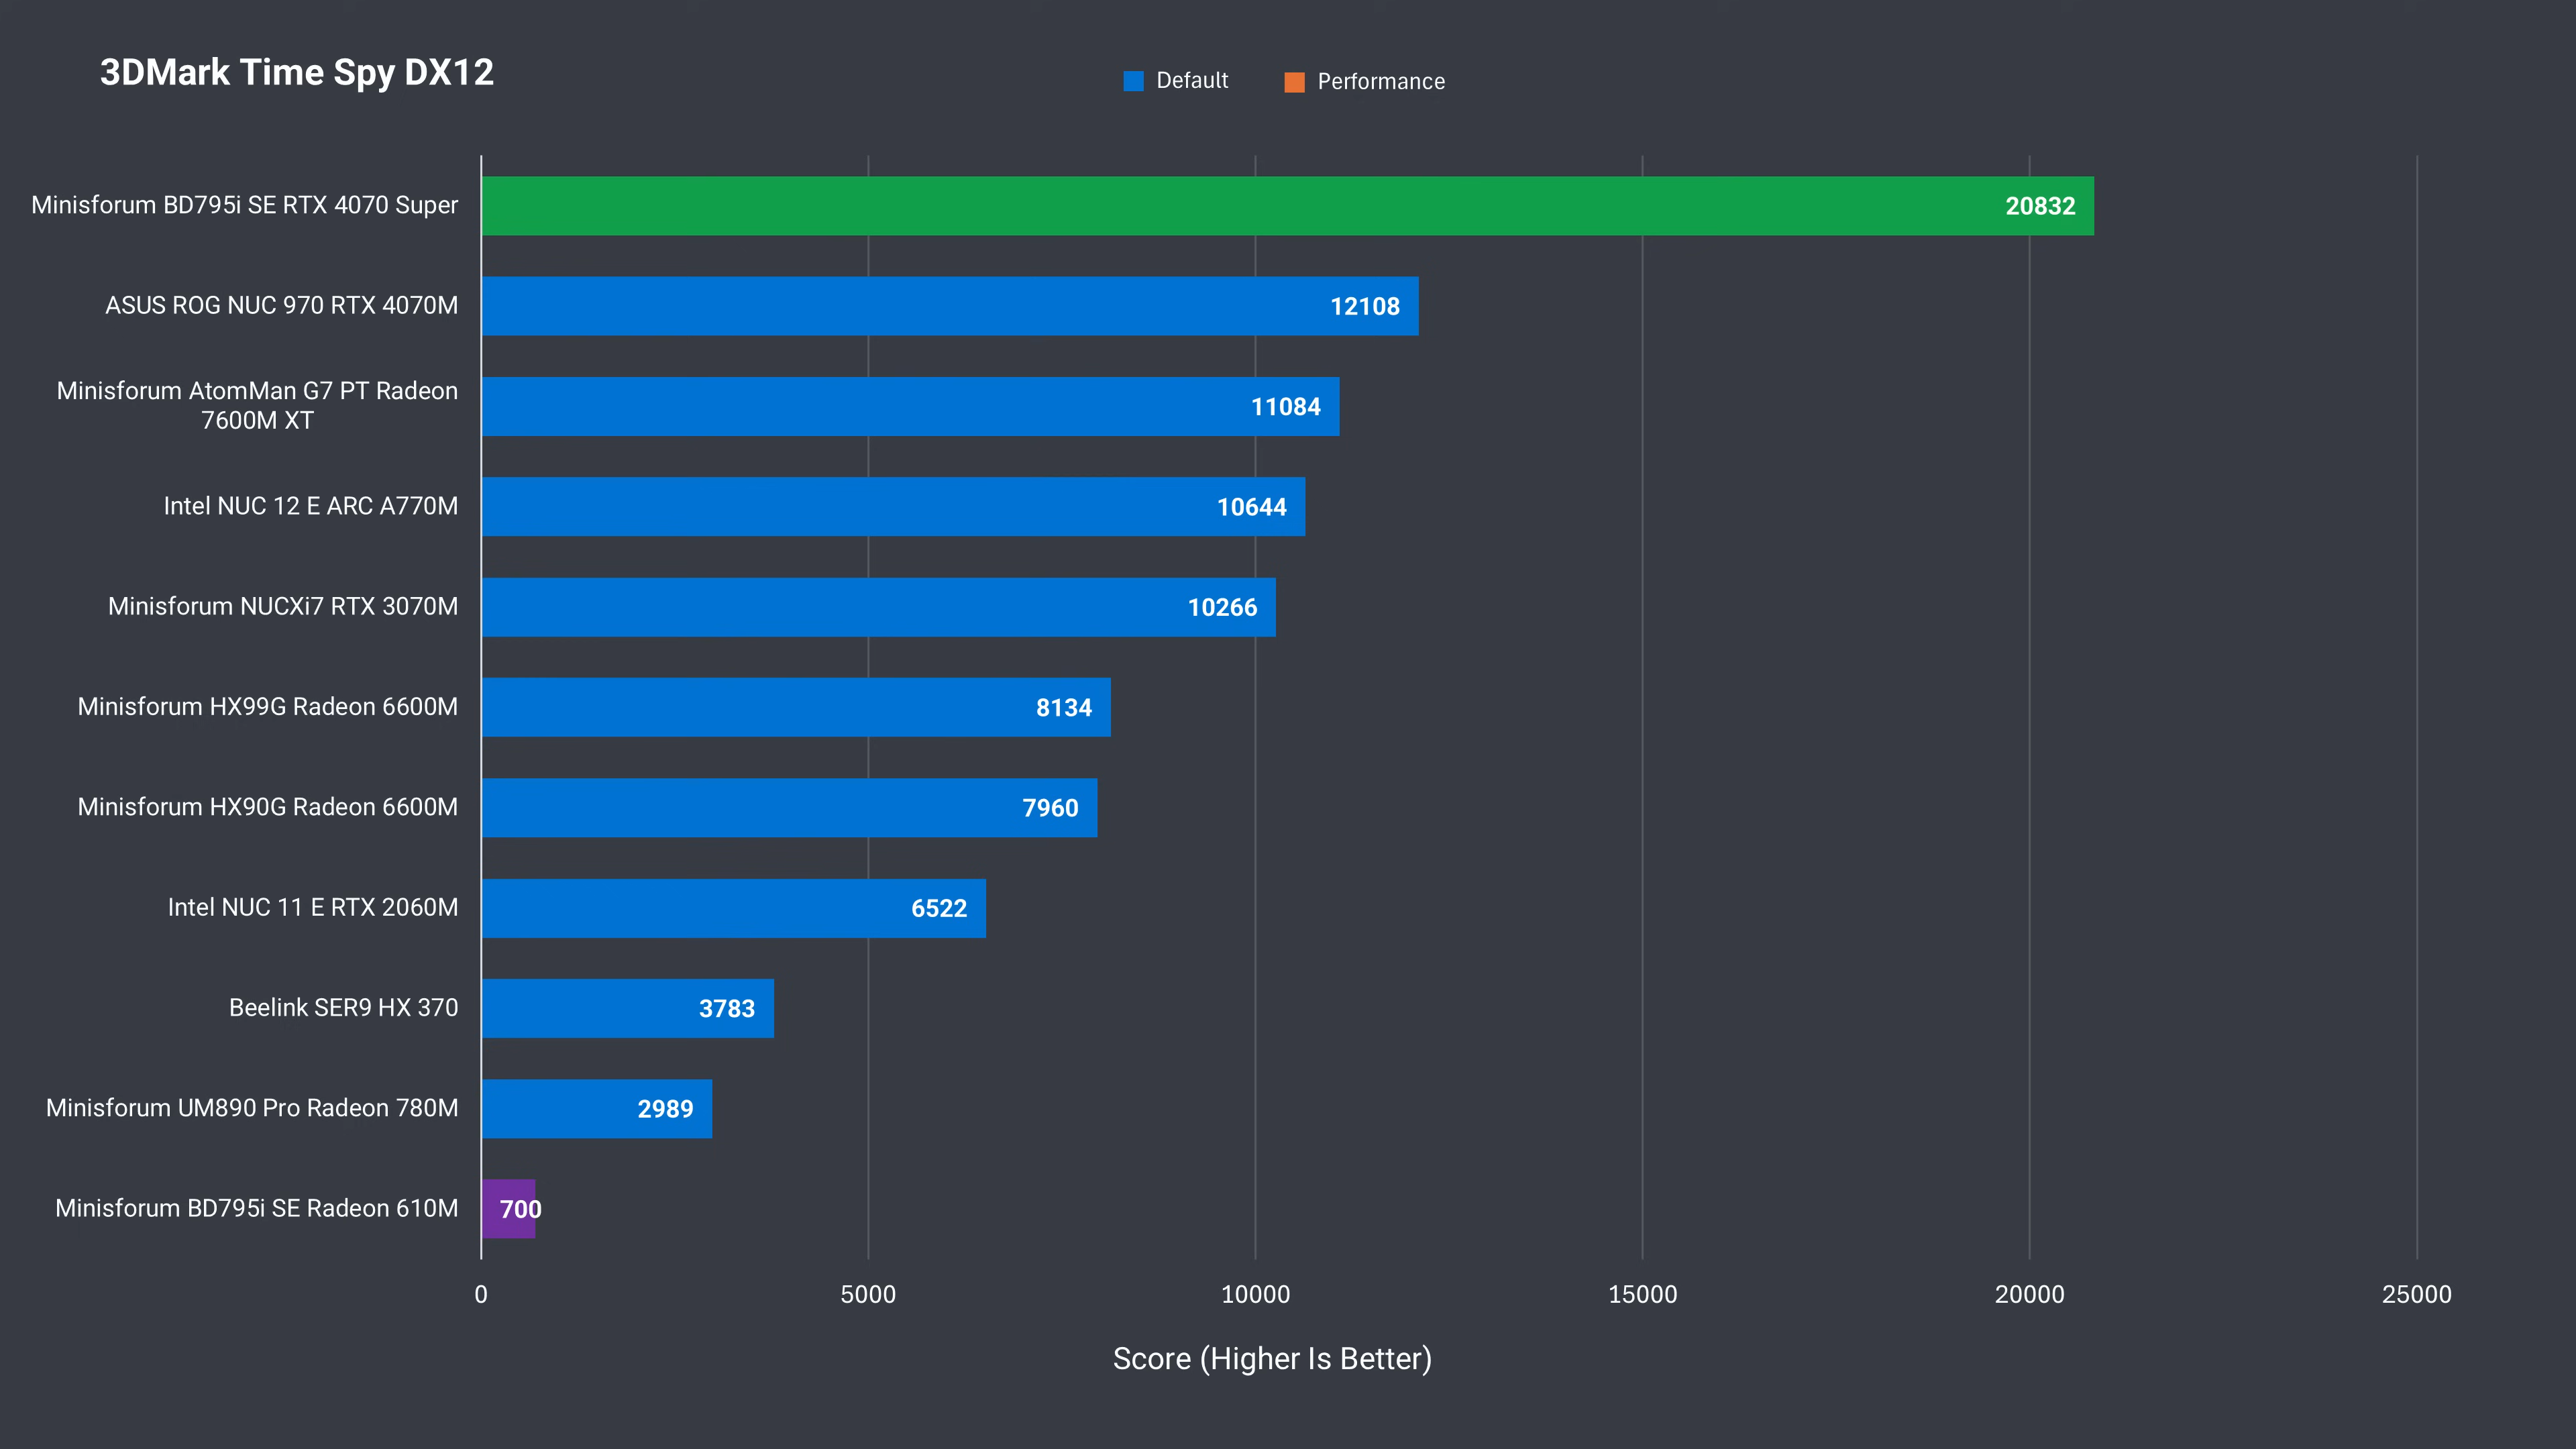 3DMark Time Spy DX12
Default
Performance
Minisforum BD795i SE RTX 4070 Super
20832
ASUS ROG NUC 970 RTX 4070M
12108
Minisforum AtomMan G7 PT Radeon
7600M XT
11084
Intel NUC 12 E ARC A770M
10644
Minisforum NUCXi7 RTX 3070M
10266
Minisforum HX99G Radeon 6600M
8134
Minisforum HX90G Radeon 6600M
7960
Intel NUC 11 E RTX 2060M
6522
Beelink SER9 HX 370
3783
Minisforum UM890 Pro Radeon 780M
2989
Minisforum BD795i SE Radeon 610M
700
0
5000
10000
15000
20000
25000
Score (Higher Is Better)